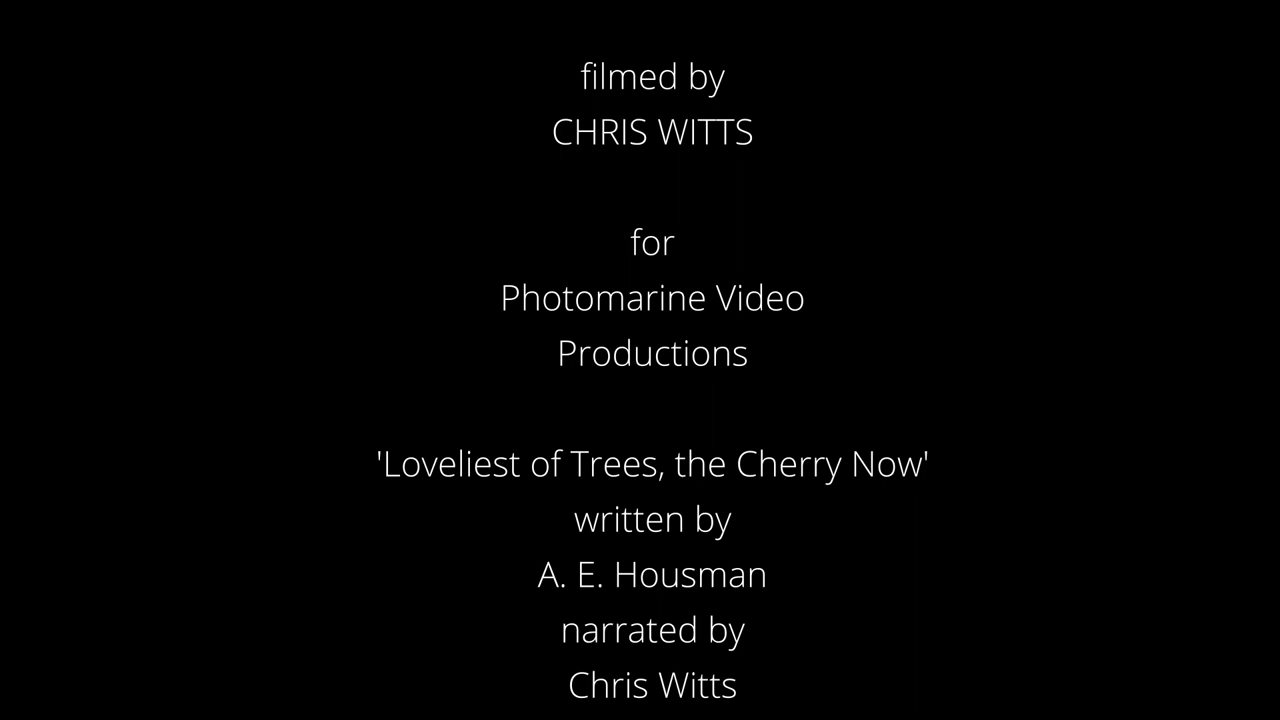 filmed by
CHRIS WITTS
for
Photomarine Video
Productions
'Loveliest of Trees, the Cherry Now'
written by
A. E. Housman
narrated by
Chris Witts